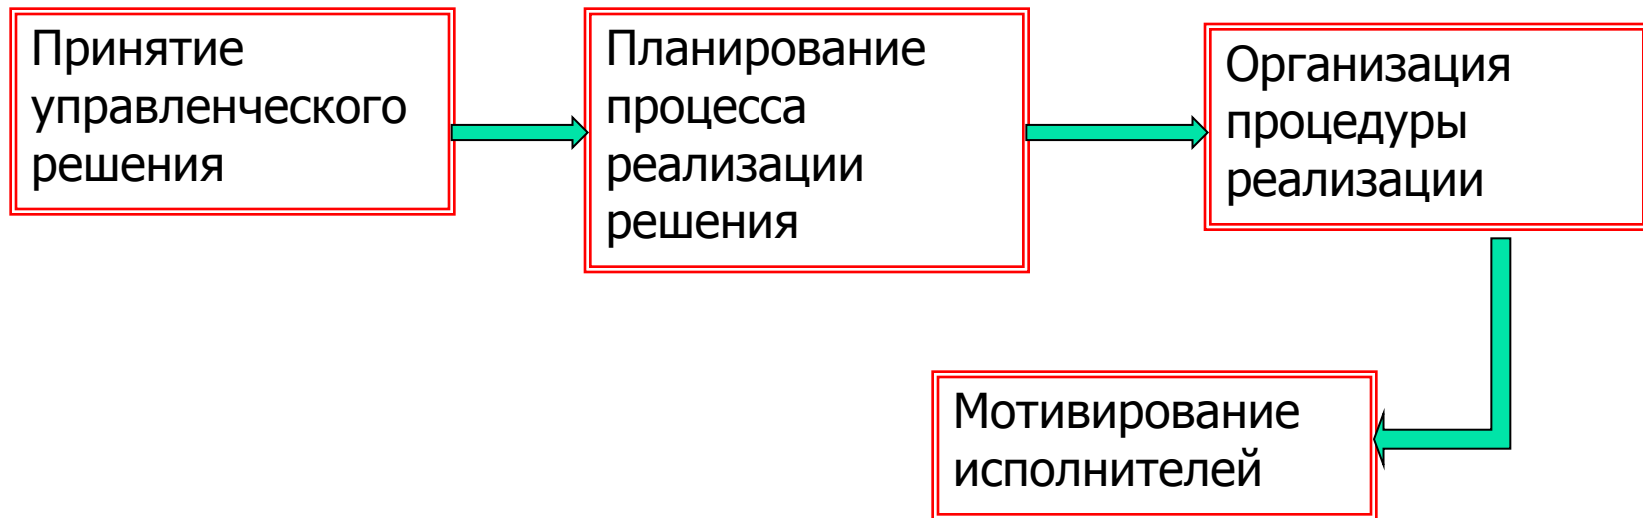 Принятие
управленческого
решения
Планирование
процесса
реализации
решения
Организация
процедуры
реализации
Мотивирование
исполнителей